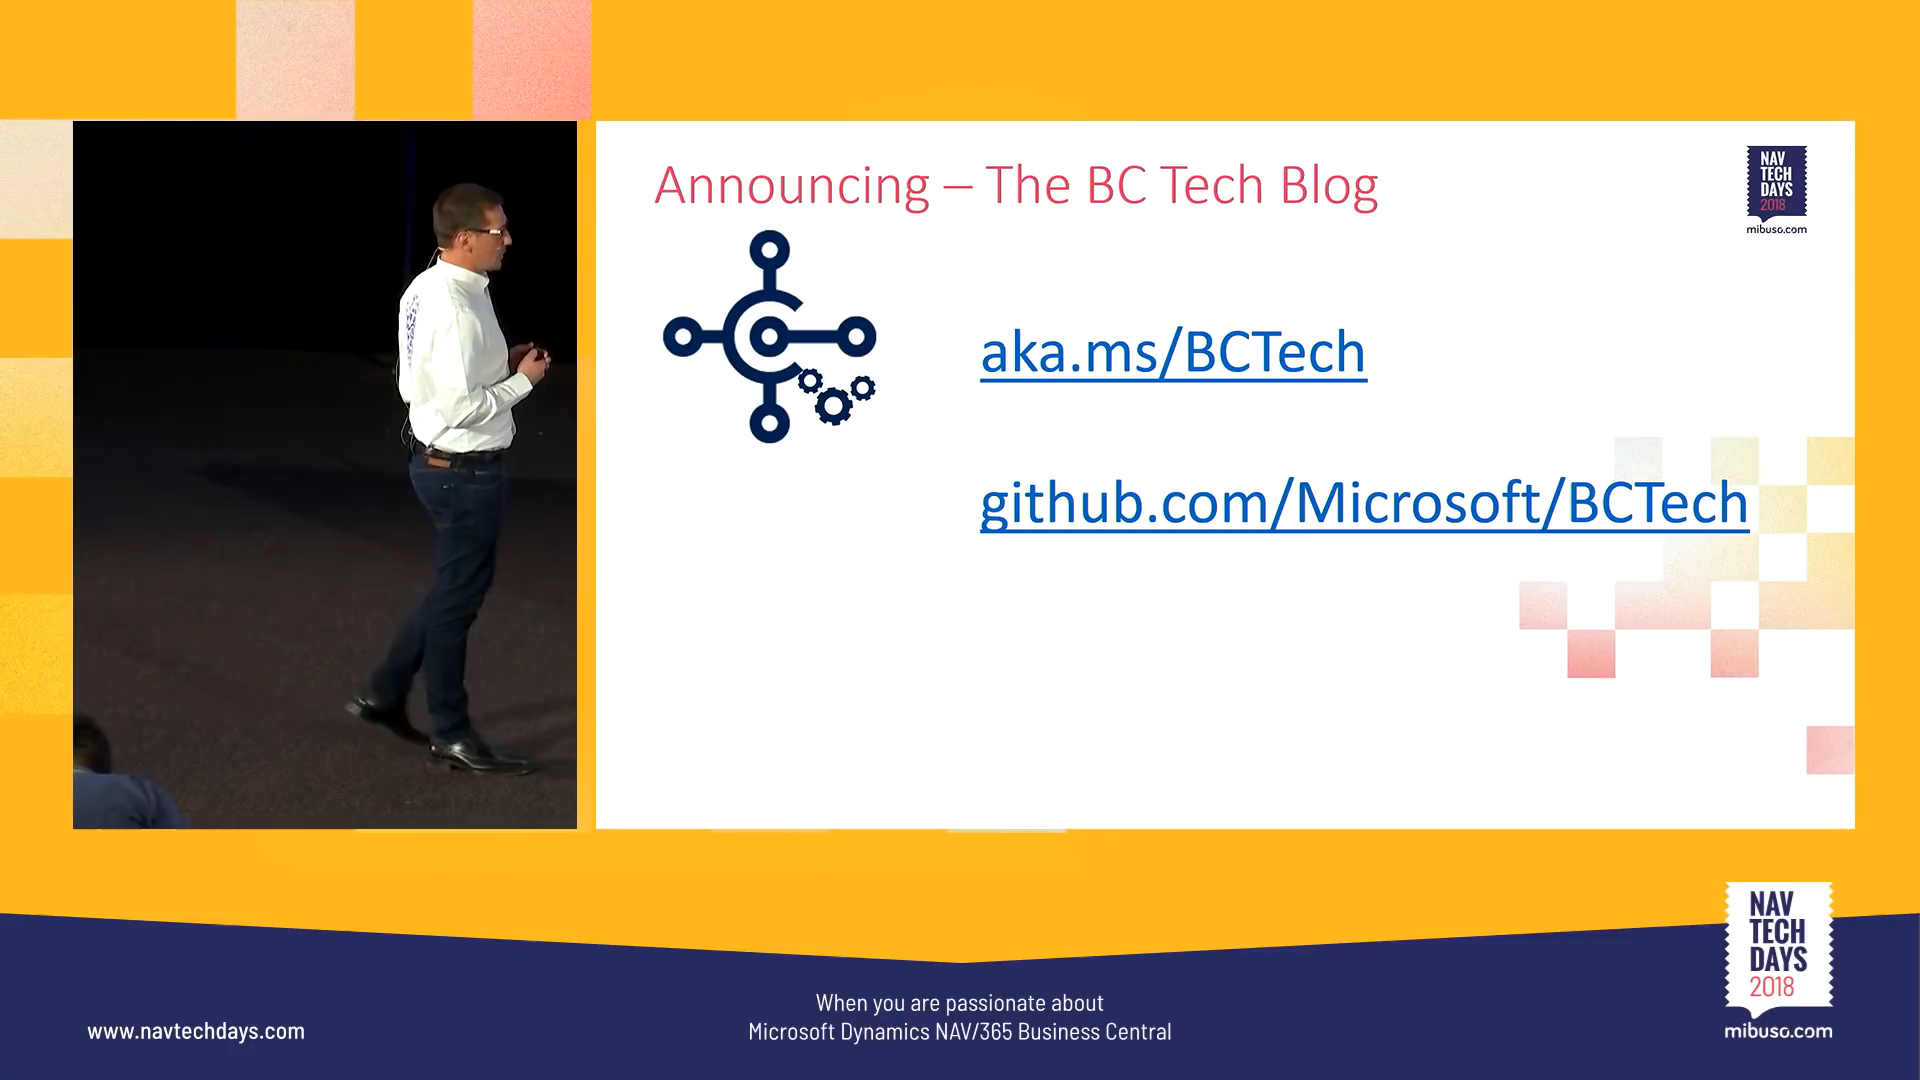 Announcing – The BC Tech Blog
NAV
TECH
DAYS
2018
mibuso.com
aka.ms/BCTech
github.com/Microsoft/BCTech
NAV
TECH
DAYS
2018
mibuso.com
When you are passionate about
Microsoft Dynamics NAV/365 Business Central
www.navtechdays.com